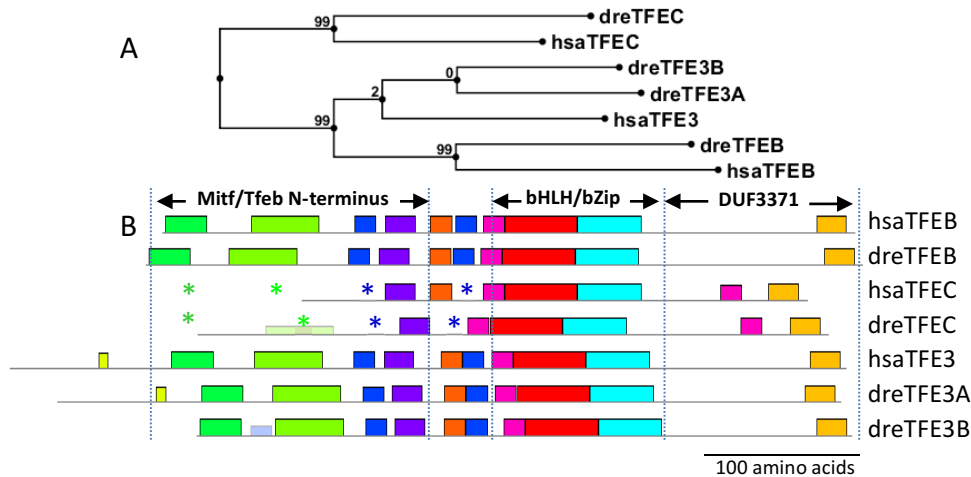 A
99
dreTFEC
hsaTFEC
0
dreTFE3B
2
dreTFE3A
99
hsaTFE3
99
dreTFEB
hsaTFEB
Mitf/Tfeb N-terminus bHLH/bZip DUF3371
B
hsaTFEB
dreTFEB
* * * * hsaTFEC
* * * * dreTFEC
hsaTFE3
dreTFE3A
dreTFE3B
100 amino acids